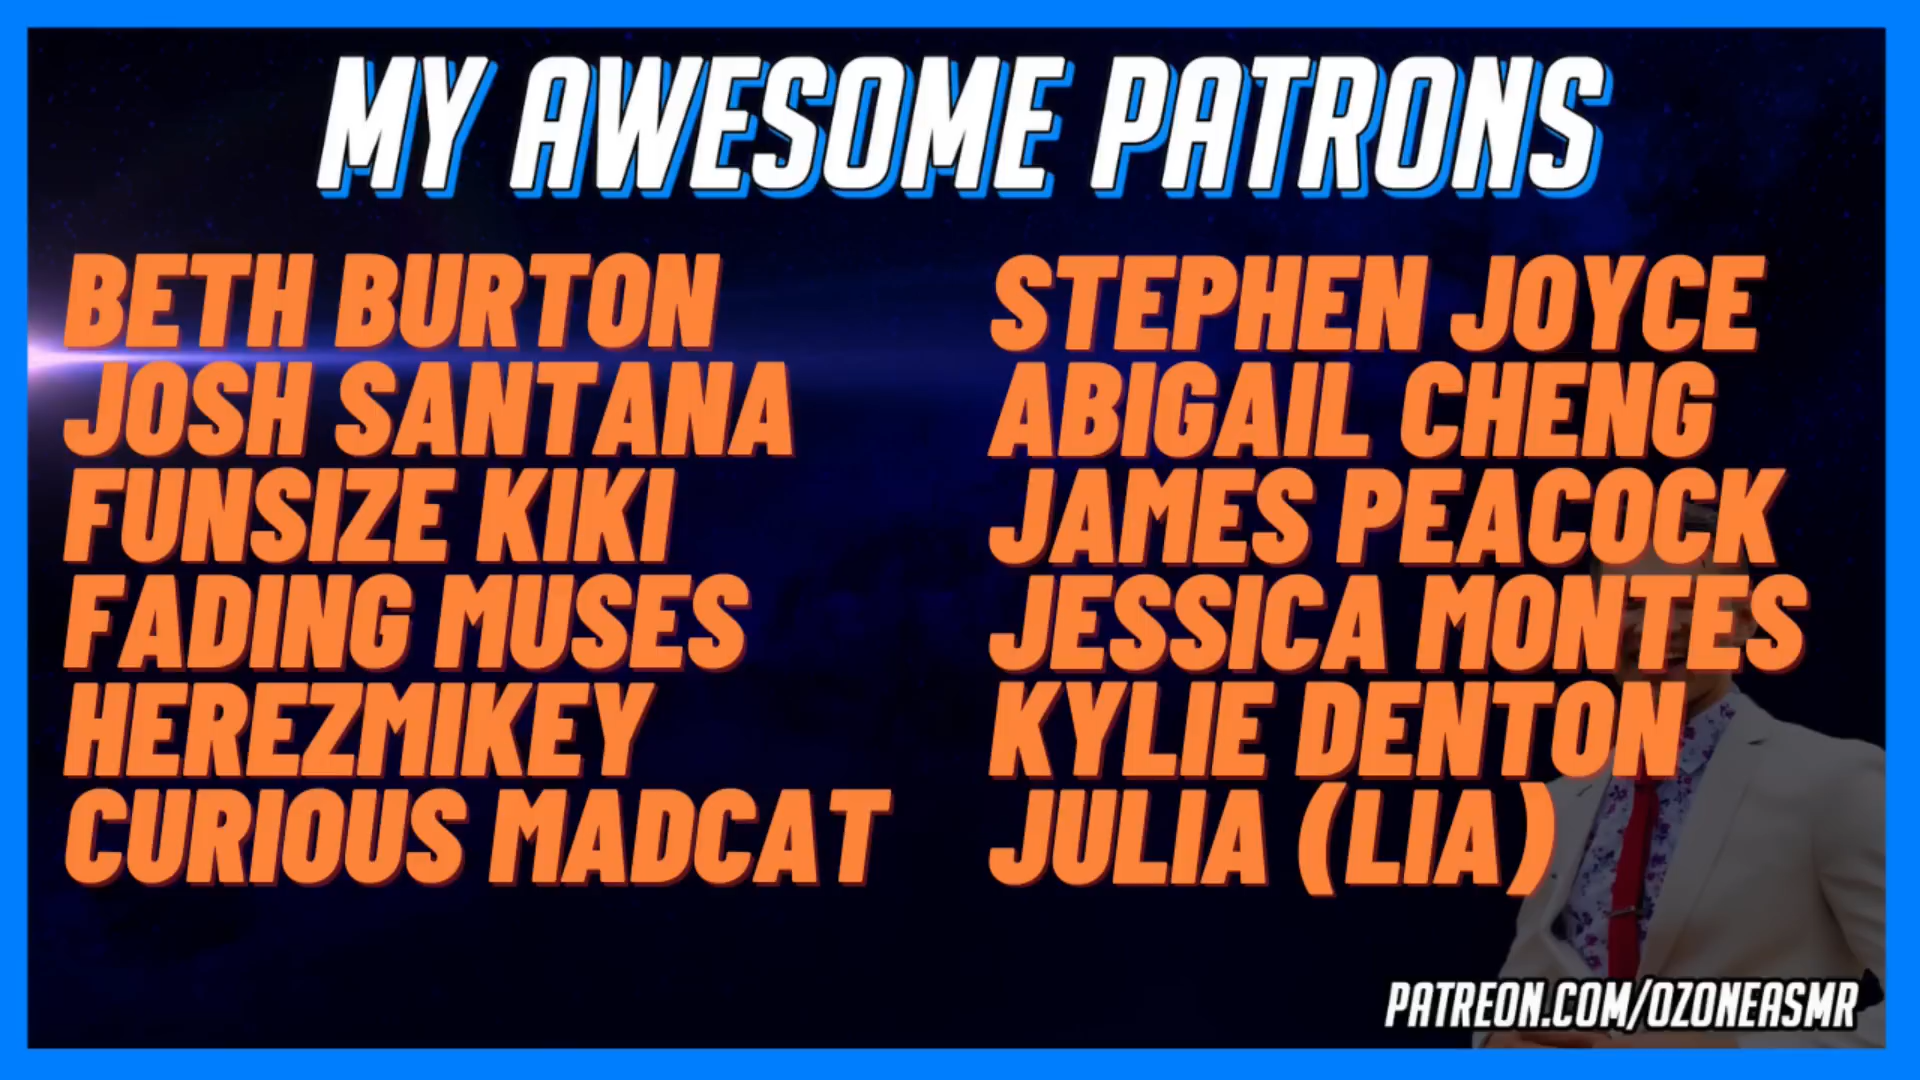 MY AWESOME PATRONS
BETH BURTON
JOSH SANTANA
FUNSIZE KIKI
FADING MUSES
HEREZMIKEY
CURIOUS MADCAT
STEPHEN JOYCE
ABIGAIL CHENG
JAMES PEACOCK
JESSICA MONTES
KYLIE DENTON
JULIA (LIA)
PATREON.COM/OZONEASMR